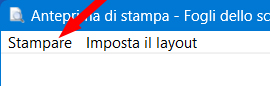 Anteprima di stampa - Fogli dello
Stampare Imposta il layout